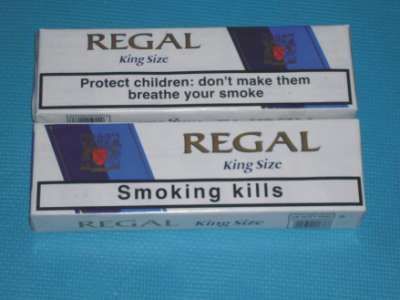 REGAL
King Size
Protect children: don't make them
breathe your smoke
REGAL
King Size
Smoking kills
REGAL King Size